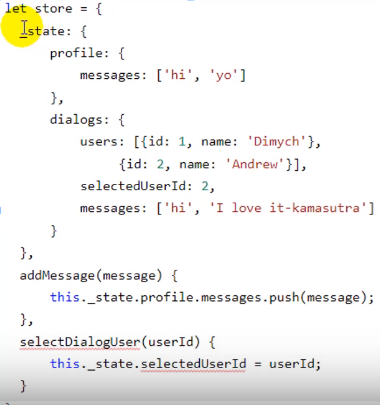 let store = {
_state: {
profile: {
messages: ['hi', 'yo']
},
dialogs: {
users: [{id: 1, name: 'Dimych'},
{id: 2, name: 'Andrew'}],
selectedUserId: 2,
messages: ['hi', 'I love it-kamasutra']
}
},
addMessage(message) {
this._state.profile.messages.push(message);
},
selectDialogUser(userId) {
this._state.selectedUserId = userId;
}